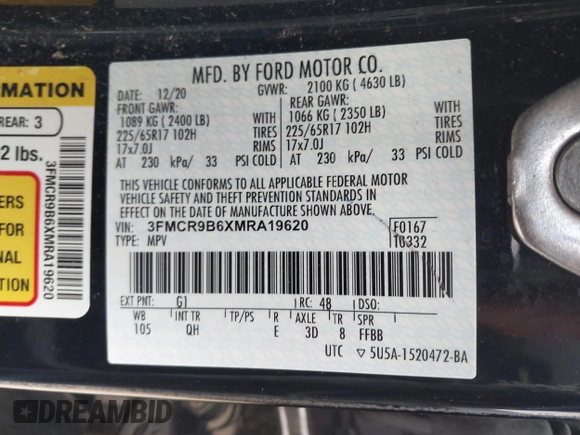 MFD. BY FORD MOTOR CO.
DATE: 12/20 GVWR: 2100 KG ( 4630 LB)
FRONT GAWR: REAR GAWR:
1089 KG ( 2400 LB) WITH 1066 KG ( 2350 LB) WITH
225/65R17 102H TIRES 225/65R17 102H TIRES
17x7.0J RIMS 17x7.0J RIMS
AT 230 kPa/ 33 PSI COLD AT 230 kPa/ 33 PSI COLD
THIS VEHICLE CONFORMS TO ALL APPLICABLE FEDERAL MOTOR
VEHICLE SAFETY AND THEFT PREVENTION STANDARDS IN
EFFECT ON THE DATE OF MANUFACTURE SHOWN ABOVE.
VIN: 3FMCR9B6XMRA19620 F0167
TYPE: MPV 10332
EXT PNT: G1 RC: 48 DSO:
WB INT TR TP/PS R AXLE TR SPR
105 QH E 3D 8 FFBB
UTC ▽ 5U5A-1520472-BA
MATION
REAR: 3
2 lbs.
ERS
FOR
NAL
TION
3FMCR9B6XMRA19620
DREAMBID